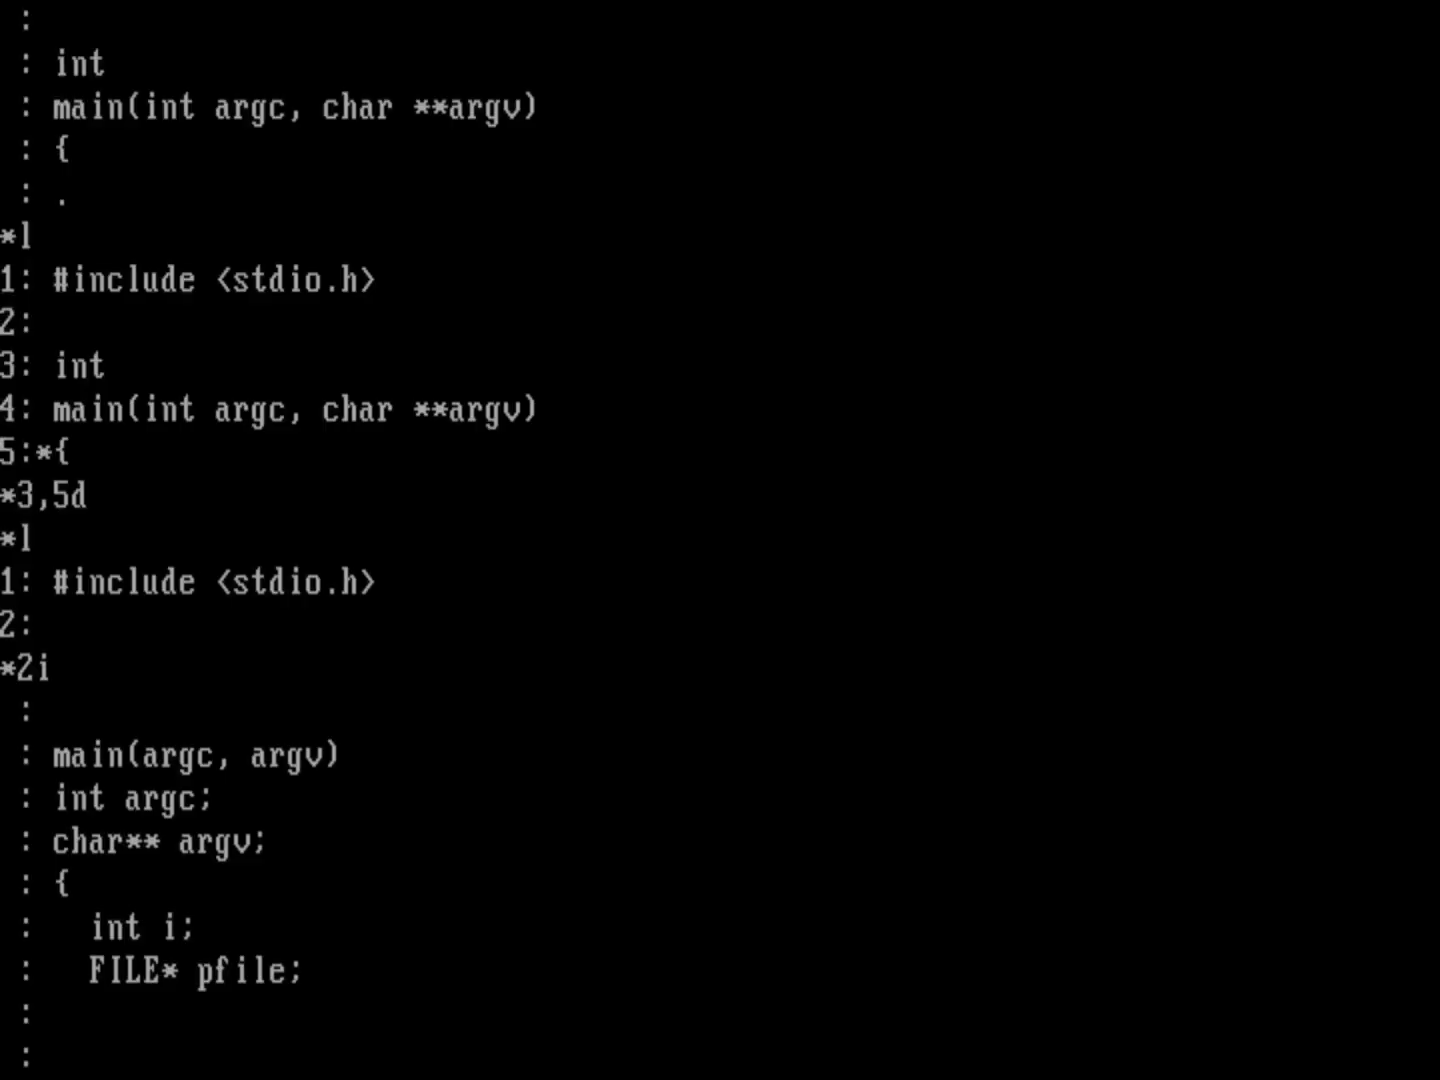 :
: int
: main(int argc, char **argv)
: {
: .
*l
1: #include <stdio.h>
2:
3: int
4: main(int argc, char **argv)
5:*{
*3,5d
*l
1: #include <stdio.h>
2:
*2i
:
: main(argc, argv)
: int argc;
: char** argv;
: {
:   int i;
:   FILE* pfile;
:
: